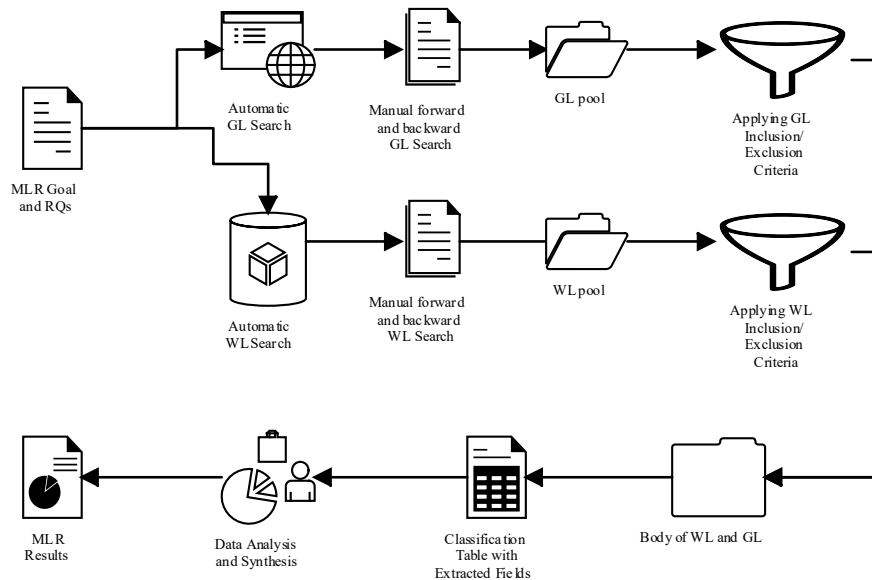 Automatic
GL Search
Manual forward
and backward
GL Search
GL pool
Applying GL
Inclusion/
Exclusion
Criteria
MLR Goal
and RQs
Automatic
WL Search
Manual forward
and backward
WL Search
WL pool
Applying WL
Inclusion/
Exclusion
Criteria
MLR
Results
Data Analysis
and Synthesis
Classification
Table with
Extracted Fields
Body of WL and GL